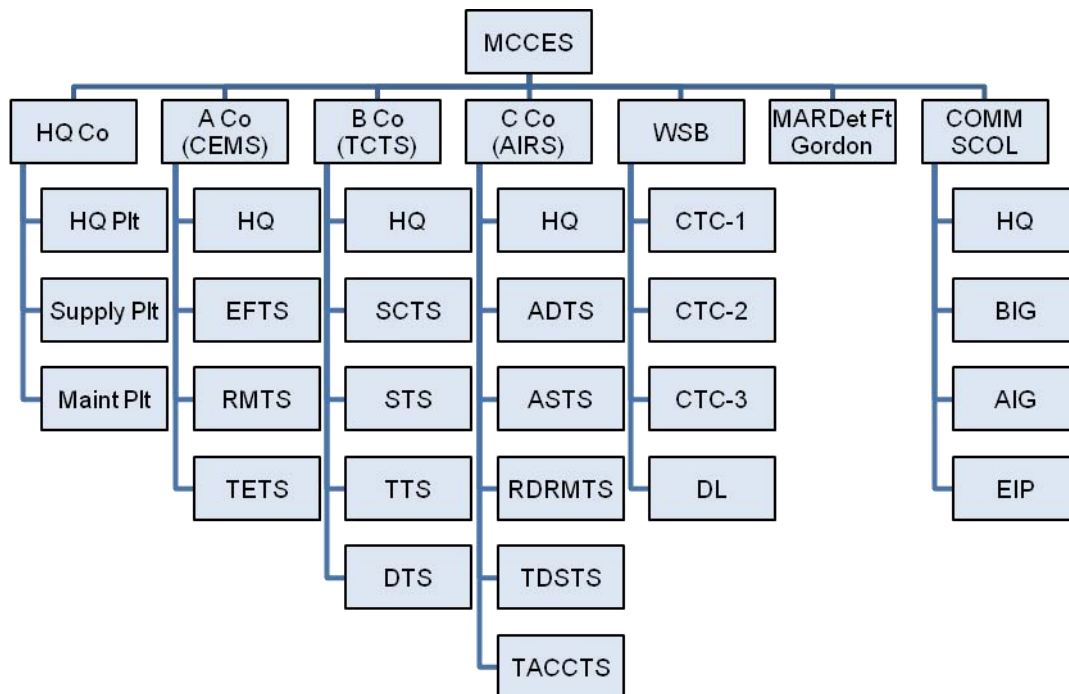 MCCES
HQ Co
A Co
(CEMS)
B Co
(TCTS)
C Co
(AIRS)
WSB
MARDet Ft
Gordon
COMM
SCOL
HQ Plt
HQ
HQ
HQ
CTC-1
HQ
Supply Plt
EFTS
SCTS
ADTS
CTC-2
BIG
Maint Plt
RMTS
STS
ASTS
CTC-3
AIG
TETS
TTS
RDRMTS
DL
EIP
DTS
TDSTS
TACCTS